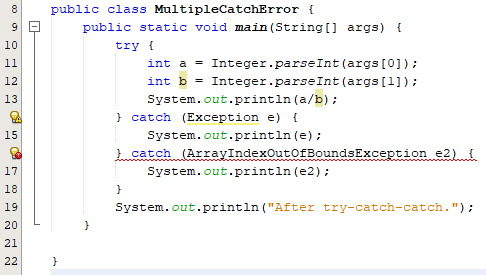 8 public class MultipleCatchError {
9 public static void main(String[] args) {
10 try {
11 int a = Integer.parseInt(args[0]);
12 int b = Integer.parseInt(args[1]);
13 System.out.println(a/b);
} catch (Exception e) {
15 System.out.println(e);
} catch (ArrayIndexOutOfBoundsException e2) {
17 System.out.println(e2);
18 }
19 System.out.println("After try-catch-catch.");
20 }
21
22 }